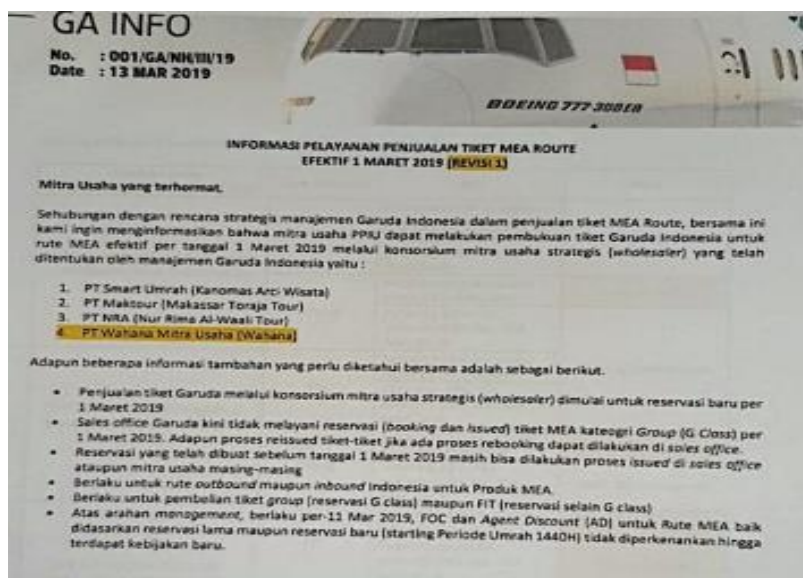 GA INFO
No. : 001/GA/NH/III/19
Date : 13 MAR 2019
BOEING 777-300ER
INFORMASI PELAYANAN PENJUALAN TIKET MEA ROUTE
EFEKTIF 1 MARET 2019 (REVISI 1)
Mitra Usaha yang terhormat,
Sehubungan dengan rencana strategis manajemen Garuda Indonesia dalam penjualan tiket MEA Route, bersama ini
kami ingin menginformasikan bahwa mitra usaha PPIU dapat melakukan pembukuan tiket Garuda Indonesia untuk
rute MEA efektif per tanggal 1 Maret 2019 melalui konsorsium mitra usaha strategis (wholesaler) yang telah
ditentukan oleh manajemen Garuda Indonesia yaitu :
1. PT Smart Umrah (Kanomas Arci Wisata)
2. PT Maktour (Makassar Toraja Tour)
3. PT NRA (Nur Rima Al-Waali Tour)
4. PT Wahana Mitra Usaha (Wahana)
Adapun beberapa informasi tambahan yang perlu diketahui bersama adalah sebagai berikut.
• Penjualan tiket Garuda melalui konsorsium mitra usaha strategis (wholesaler) dimulai untuk reservasi baru per
1 Maret 2019
• Sales office Garuda kini tidak melayani reservasi (booking dan issued) tiket MEA kateogri Group (G Class) per
1 Maret 2019. Adapun proses reissued tiket-tiket jika ada proses rebooking dapat dilakukan di sales office.
• Reservasi yang telah dibuat sebelum tanggal 1 Maret 2019 masih bisa dilakukan proses issued di sales office
ataupun mitra usaha masing-masing
• Berlaku untuk rute outbound maupun inbound Indonesia untuk Produk MEA
• Berlaku untuk pembelian tiket group (reservasi G class) maupun FIT (reservasi selain G class)
• Atas arahan management, berlaku per-11 Mar 2019, FOC dan Agent Discount (AD) untuk Rute MEA baik
didasarkan reservasi lama maupun reservasi baru (starting Periode Umrah 1440H) tidak diperkenankan hingga
terdapat kebijakan baru.